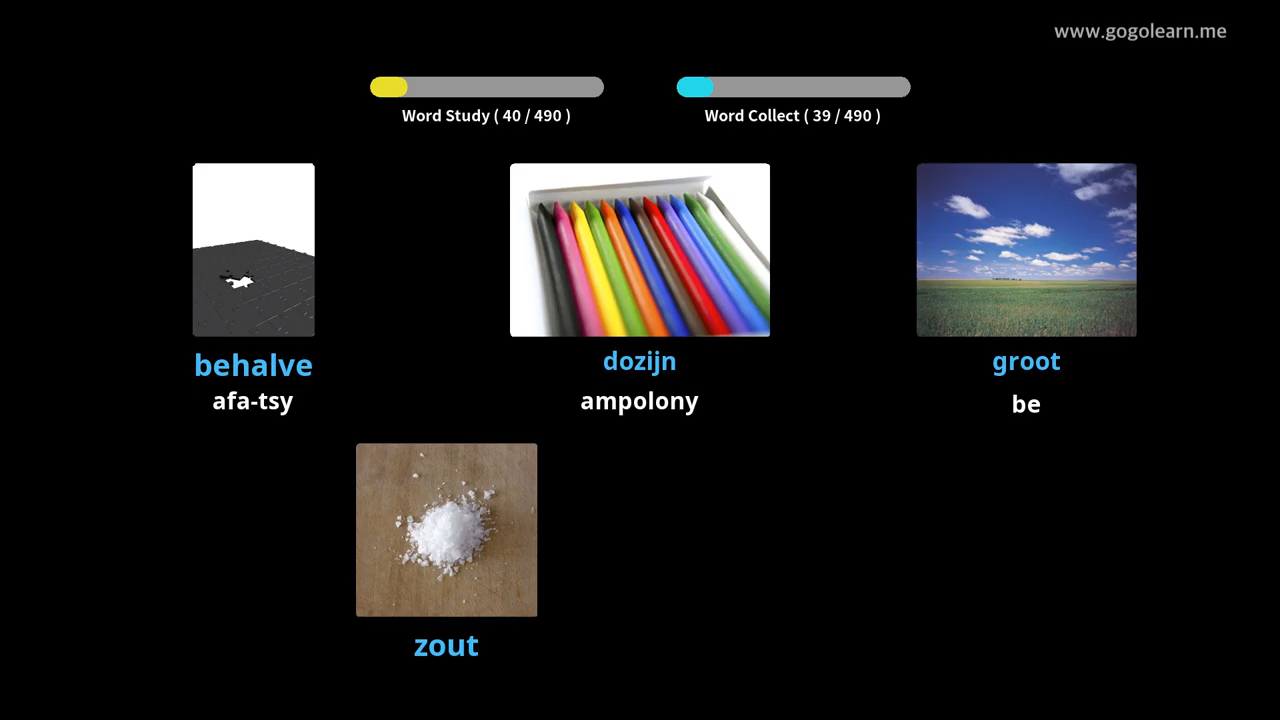 www.gogolearn.me
Word Study ( 40 / 490 )
Word Collect ( 39 / 490 )
behalve
afa-tsy
dozijn
ampolony
groot
be
zout